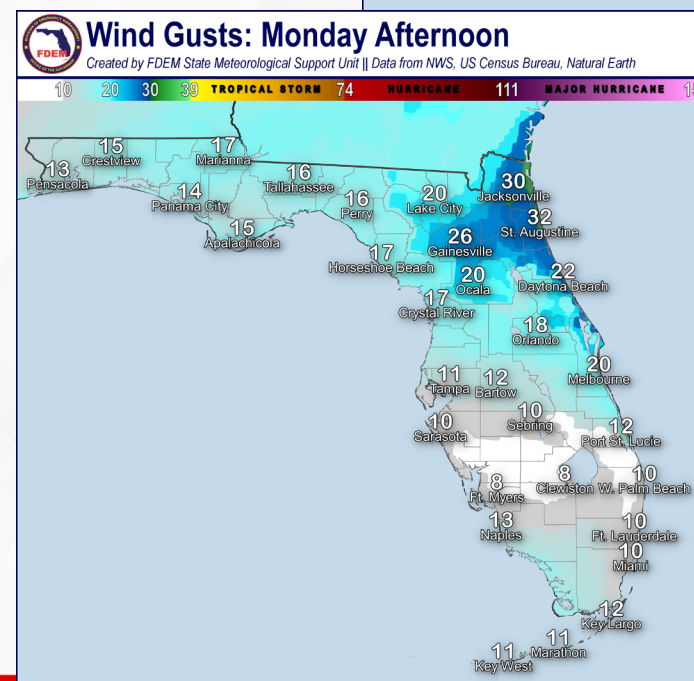 Wind Gusts: Monday Afternoon
FDEM
Created by FDEM State Meteorological Support Unit || Data from NWS, US Census Bureau, Natural Earth
10 20 30 39 TROPICAL STORM 74 HURRICANE 111 MAJOR HURRICANE
15
Crestview
17
Marianna
13
Pensacola
16
Tallahassee
14
Panama City
16
Perry
20
Lake City
30
Jacksonville
15
Apalachicola
32
St. Augustine
26
Gainesville
17
Horseshoe Beach
20
Ocala
22
Daytona Beach
17
Crystal River
18
Orlando
20
Melbourne
11
Tampa
12
Bartow
10
Sarasota
10
Sebring
12
Port St. Lucie
8
Ft. Myers
8
Clewiston
10
W. Palm Beach
13
Naples
10
Ft. Lauderdale
10
Miami
12
Key Largo
11
Marathon
11
Key West